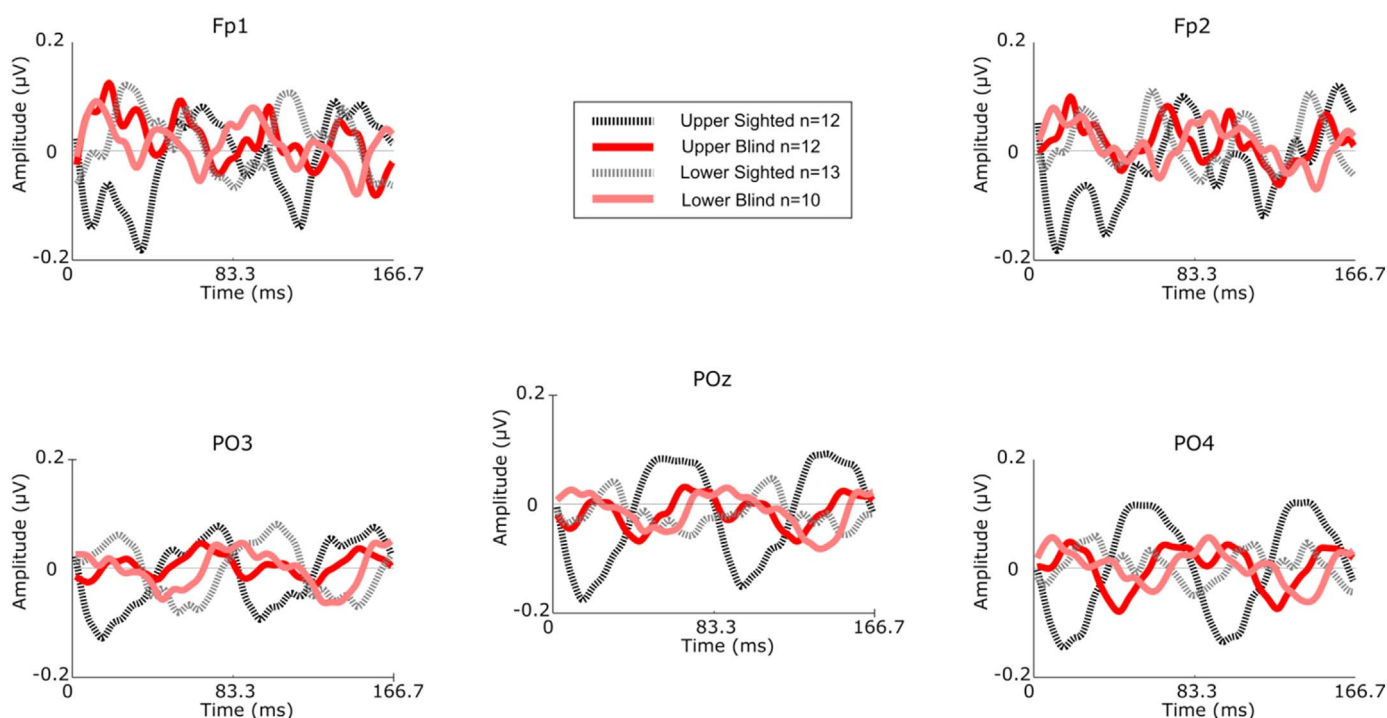 Fp1
0.2
0
-0.2
Amplitude (µV)
0
83.3
166.7
Time (ms)
Upper Sighted n=12
Upper Blind n=12
Lower Sighted n=13
Lower Blind n=10
Fp2
0.2
0
-0.2
Amplitude (µV)
0
83.3
166.7
Time (ms)
PO3
0.2
0
-0.2
Amplitude (µV)
0
83.3
166.7
Time (ms)
POz
0.2
0
-0.2
Amplitude (µV)
0
83.3
166.7
Time (ms)
PO4
0.2
0
-0.2
Amplitude (µV)
0
83.3
166.7
Time (ms)